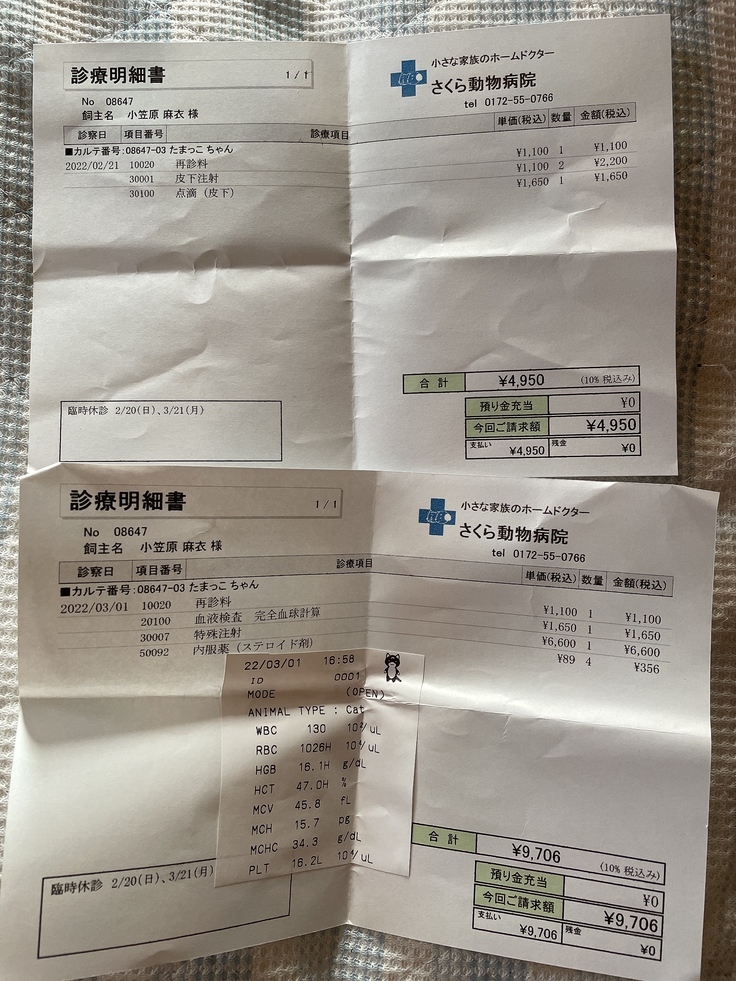 診療明細書 1/1
小さな家族のホームドクター
さくら動物病院
tel 0172-55-0766
No 08647
飼主名 小笠原 麻衣 様
診察日 項目番号 診療項目 単価(税込) 数量 金額(税込)
■カルテ番号:08647-03 たまっこ ちゃん
2022/02/21 10020 再診料 ¥1,100 1 ¥1,100
30001 皮下注射 ¥1,100 2 ¥2,200
30100 点滴（皮下） ¥1,650 1 ¥1,650
合計 ¥4,950 (10% 税込み)
預り金充当 ¥0
今回ご請求額 ¥4,950
支払い ¥4,950 残金 ¥0
臨時休診 2/20(日)、3/21(月)
診療明細書 1/1
小さな家族のホームドクター
さくら動物病院
tel 0172-55-0766
No 08647
飼主名 小笠原 麻衣 様
診察日 項目番号 診療項目 単価(税込) 数量 金額(税込)
■カルテ番号:08647-03 たまっこ ちゃん
2022/03/01 10020 再診料 ¥1,100 1 ¥1,100
20100 血液検査 完全血球計算 ¥1,650 1 ¥1,650
30007 特殊注射 ¥6,600 1 ¥6,600
50092 内服薬（ステロイド剤） ¥89 4 ¥356
22/03/01 16:58
ID 0001
MODE (OPEN)
ANIMAL TYPE : Cat
WBC 130 10²/uL
RBC 1026H 10⁴/uL
HGB 16.1H g/dL
HCT 47.0H %
MCV 45.8 fL
MCH 15.7 pg
MCHC 34.3 g/dL
PLT 16.2L 10⁴/uL
合計 ¥9,706 (10% 税込み)
預り金充当 ¥0
今回ご請求額 ¥9,706
支払い ¥9,706 残金 ¥0
臨時休診 2/20(日)、3/21(月)